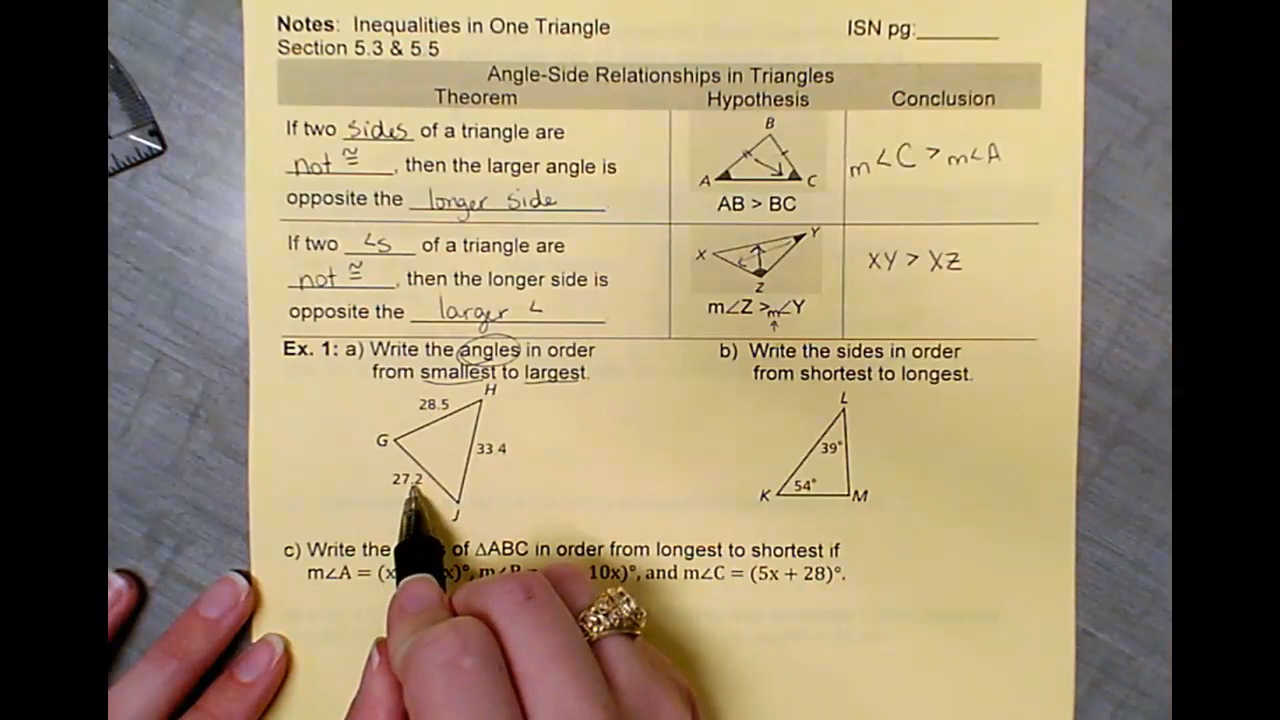 Notes: Inequalities in One Triangle
ISN pg:_______
Section 5.3 & 5.5
Angle-Side Relationships in Triangles
Theorem
Hypothesis
Conclusion
If two sides of a triangle are
not ≅, then the larger angle is
opposite the longer side
B
A
C
AB > BC
m∠C > m∠A
If two ∠s of a triangle are
not ≅, then the longer side is
opposite the larger ∠
X
Y
Z
m∠Z > m∠Y
XY > XZ
Ex. 1: a) Write the angles in order
from smallest to largest.
H
28.5
G
33.4
27.2
J
b) Write the sides in order
from shortest to longest.
L
39°
54°
K
M
c) Write the of ∆ABC in order from longest to shortest if
m∠A = (x x)°, 10x)°, and m∠C = (5x + 28)°.